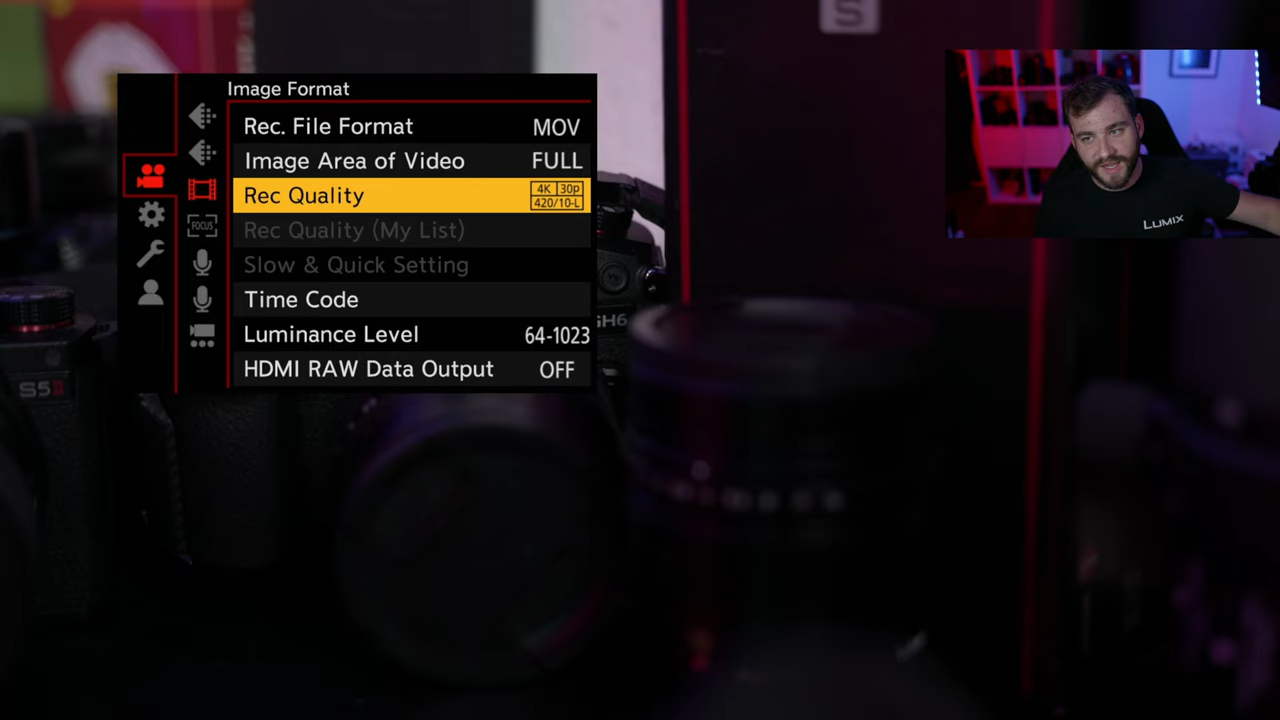 S
Image Format
Rec. File Format MOV
Image Area of Video FULL
Rec Quality 4K 30p 420/10-L
Rec Quality (My List)
Slow & Quick Setting
Time Code
Luminance Level 64-1023
HDMI RAW Data Output OFF
FOCUS
LUMIX
GH6
S5II